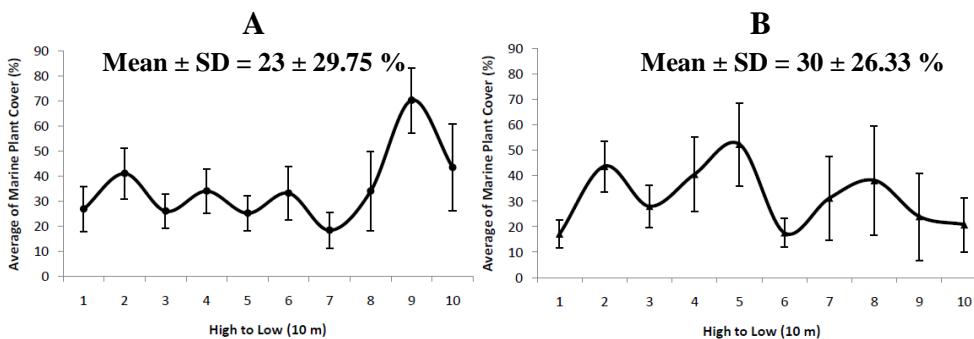 A
Mean ± SD = 23 ± 29.75 %
Average of Marine Plant Cover (%)
90
80
70
60
50
40
30
20
10
0
1 2 3 4 5 6 7 8 9 10
High to Low (10 m)
B
Mean ± SD = 30 ± 26.33 %
Average of Marine Plant Cover (%)
90
80
70
60
50
40
30
20
10
0
1 2 3 4 5 6 7 8 9 10
High to Low (10 m)